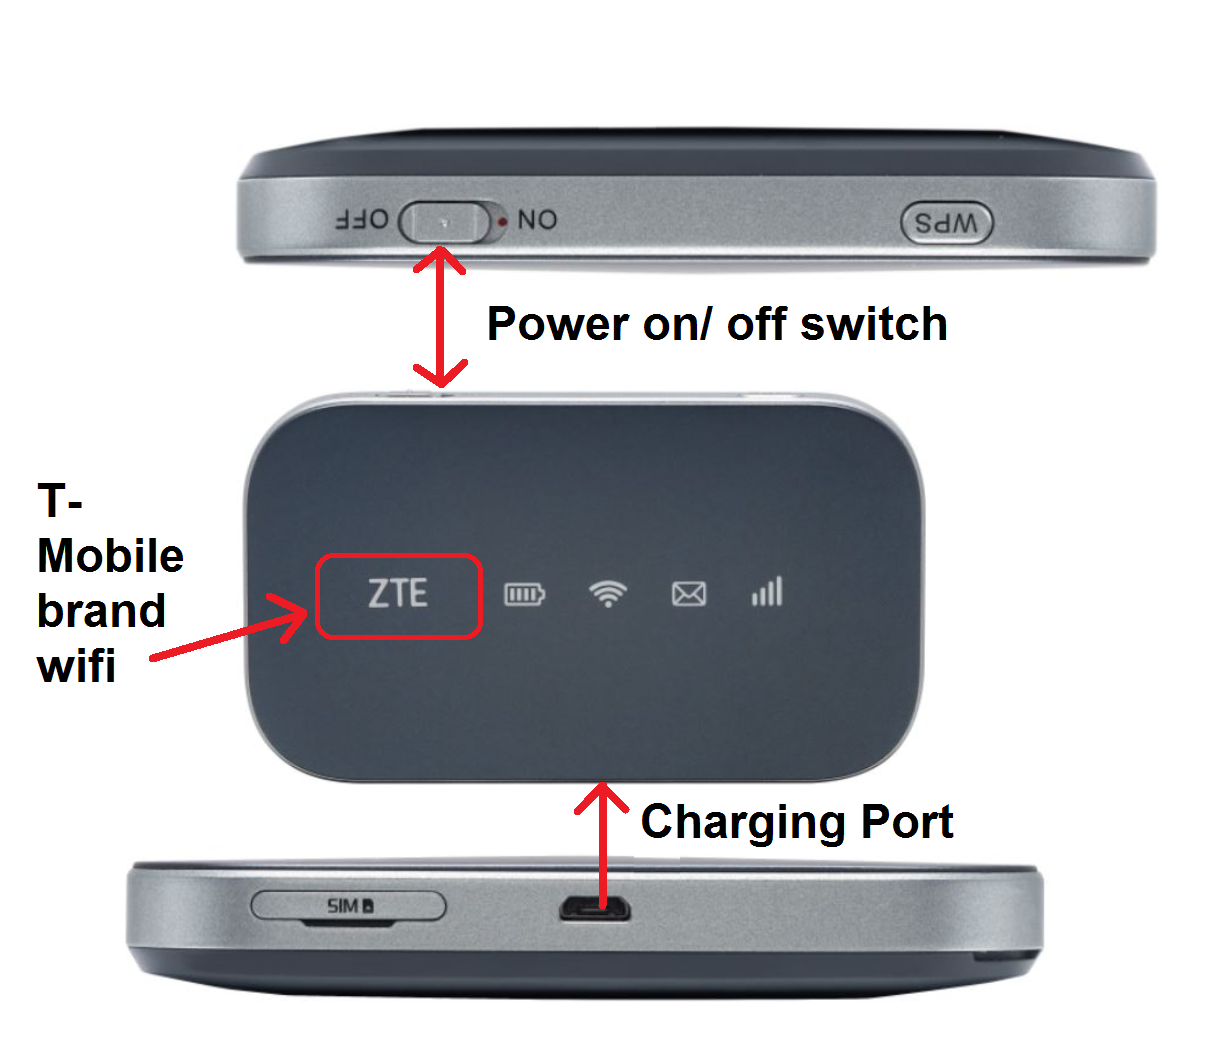 OFF ON WPS
Power on/ off switch
T-
Mobile
brand
wifi
ZTE
Charging Port
SIM